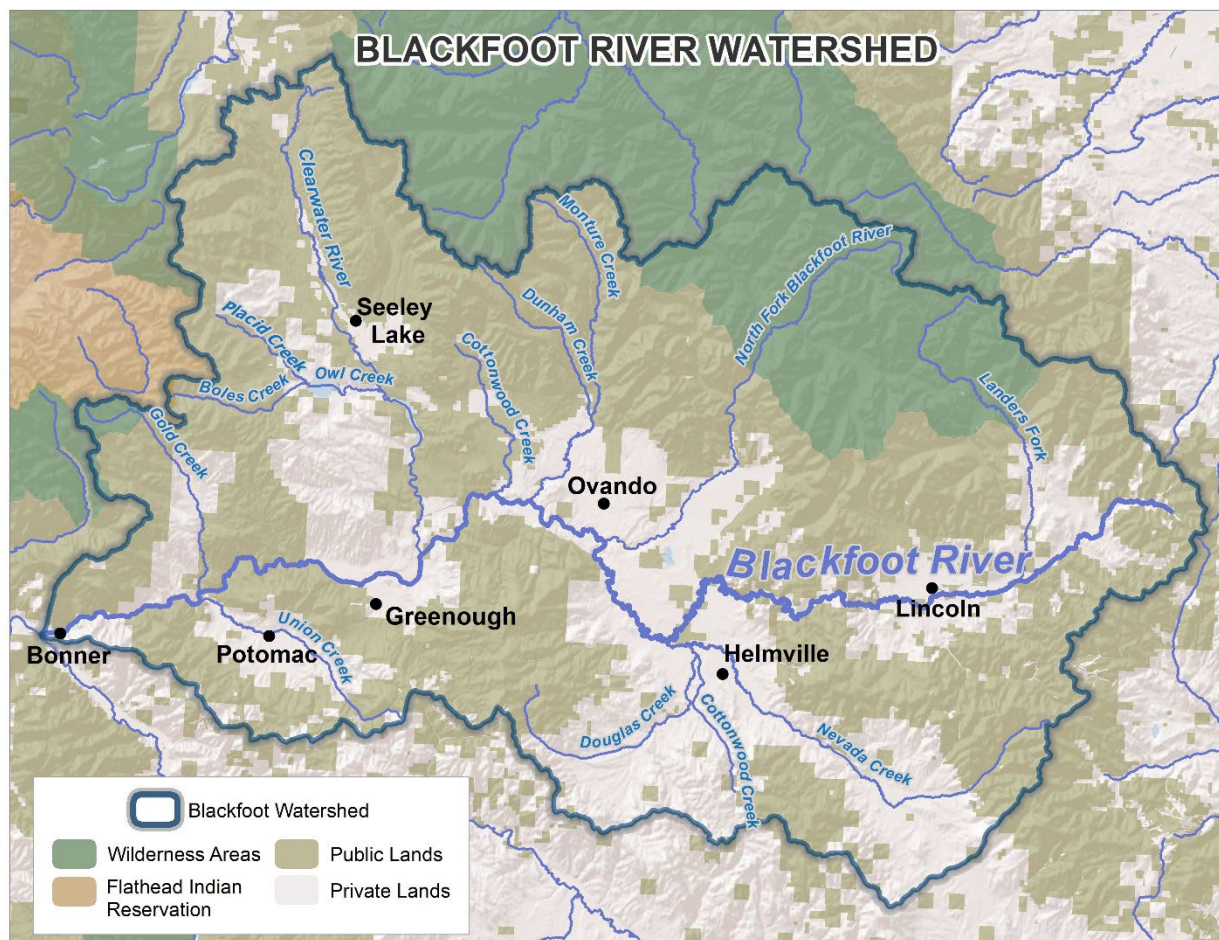 BLACKFOOT RIVER WATERSHED
Clearwater River
Monture Creek
North Fork Blackfoot River
Dunham Creek
Seeley
Lake
Placid Creek
Cottonwood Creek
Owl Creek
Boles Creek
Landers Fork
Gold Creek
Ovando
Blackfoot River
Lincoln
Greenough
Union Creek
Bonner
Potomac
Helmville
Douglas Creek
Cottonwood Creek
Nevada Creek
Blackfoot Watershed
Wilderness Areas
Public Lands
Flathead Indian
Reservation
Private Lands